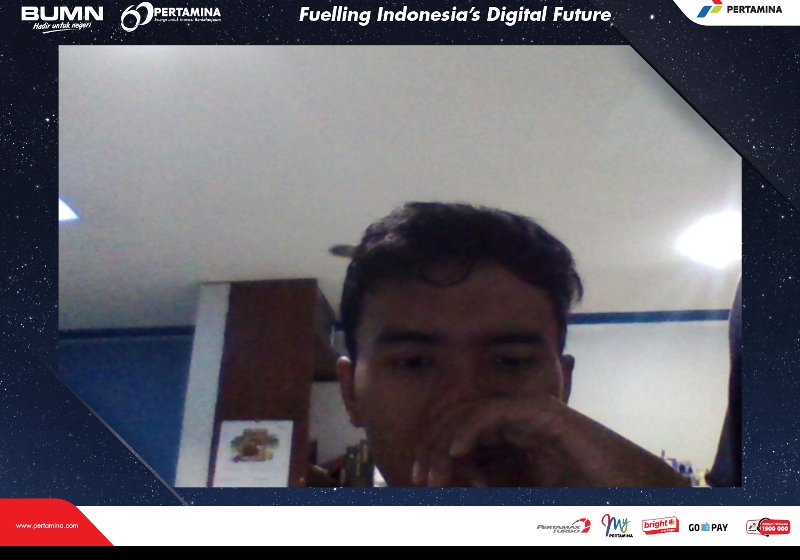 BUMN
Hadir untuk negeri
60 PERTAMINA
Fuelling Indonesia's Digital Future
PERTAMINA
www.pertamina.com
PERTAMAX
TURBO
my
PERTAMINA
bright
GO PAY
1500 000